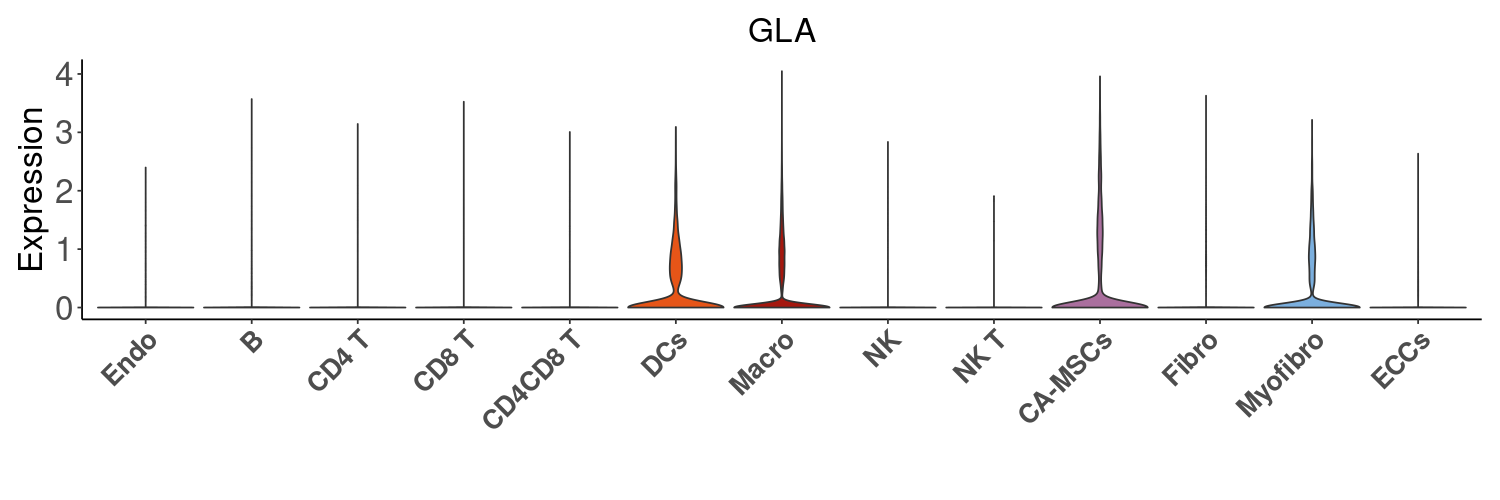 GLA
Expression
4
3
2
1
0
Endo
B
CD4 T
CD8 T
CD4CD8 T
DCs
Macro
NK
NK T
CA-MSCs
Fibro
Myofibro
ECCs